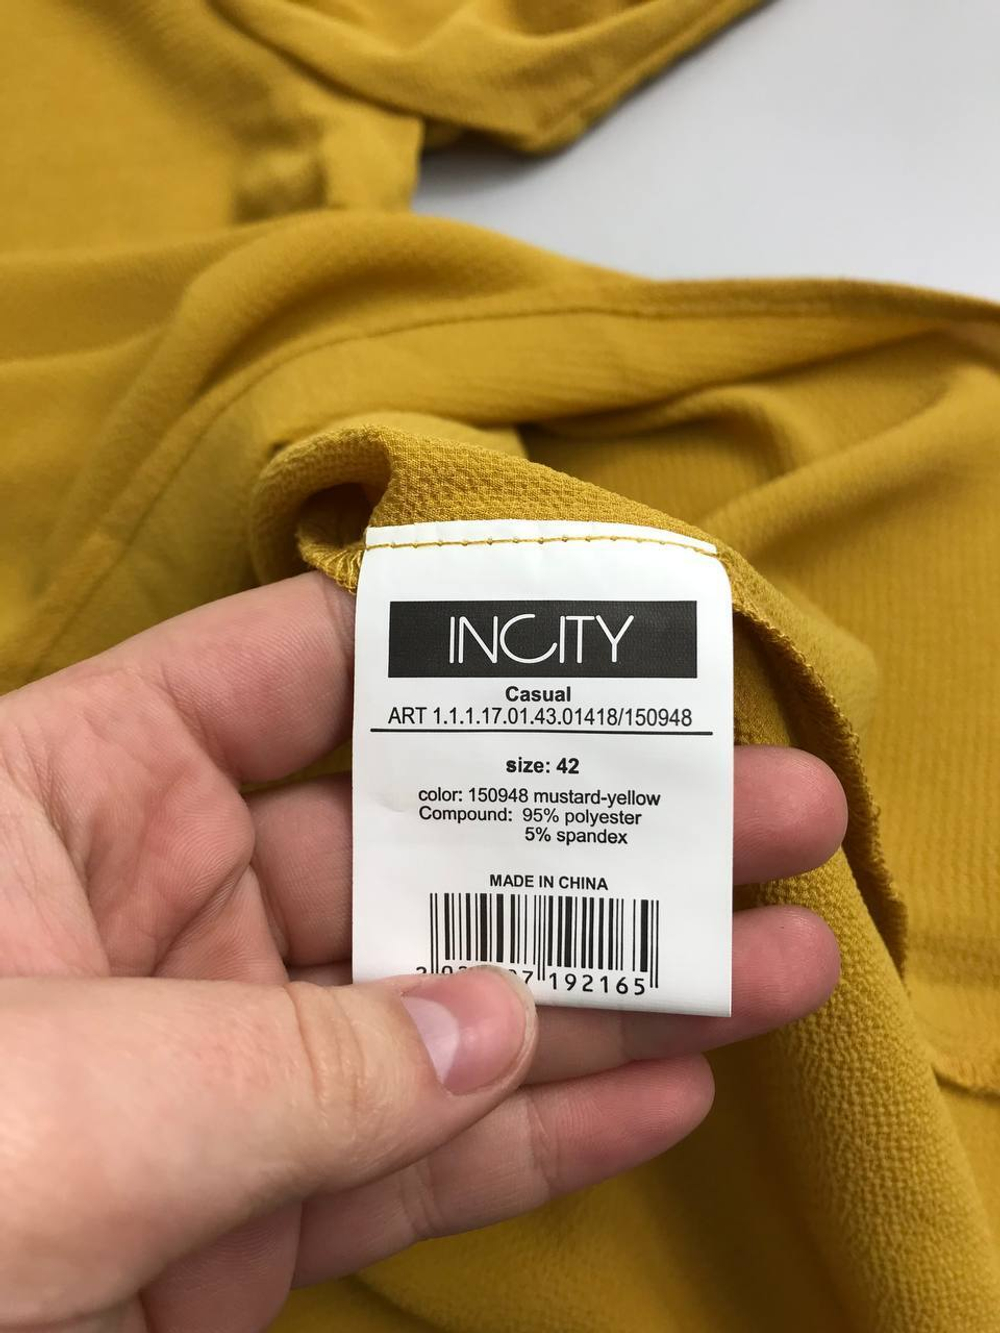 INCITY
Casual
ART 1.1.1.17.01.43.01418/150948
size: 42
color: 150948 mustard-yellow
Compound: 95% polyester
5% spandex
MADE IN CHINA
192165